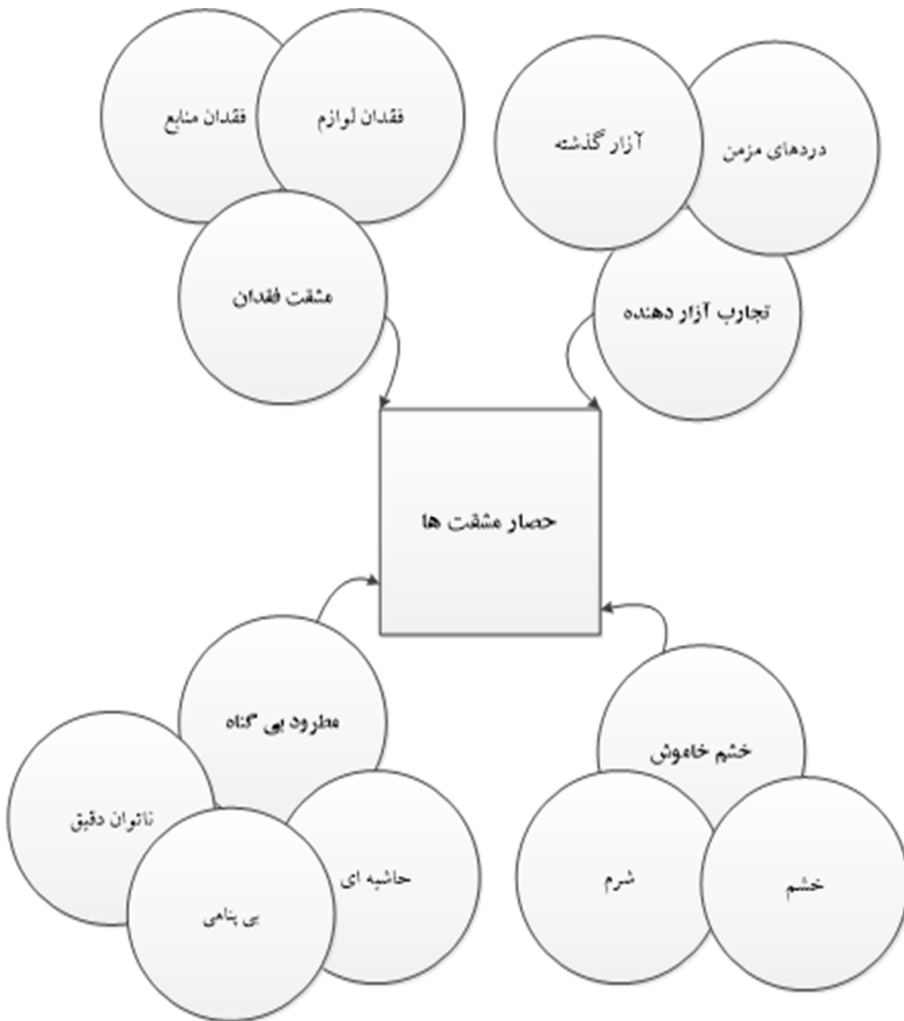 آزار گذشته
دردهای مزمن
تجارب آزار دهنده
فقدان لوازم
فقدان منابع
مشقت فقدان
حصار مشقت ها
خشم خاموش
خشم
شرم
مطرود بی گناه
حاشیه ای
بی پناهی
ناتوان دقیق